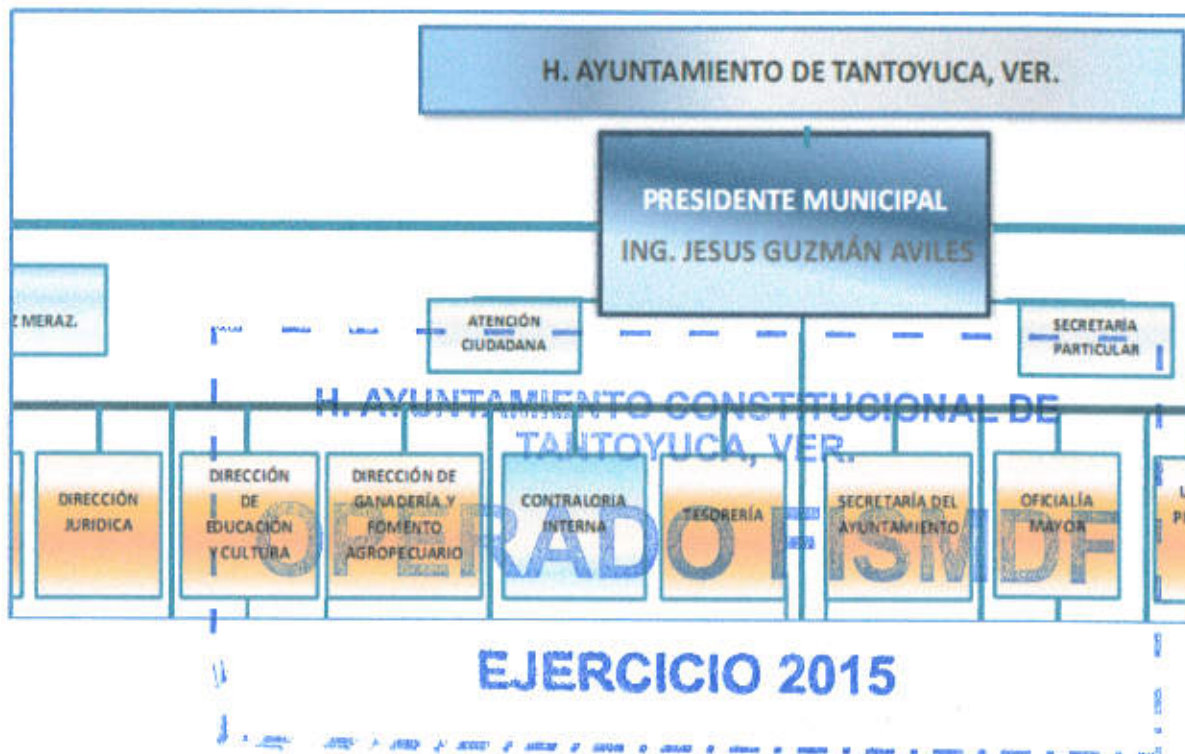 H. AYUNTAMIENTO DE TANTOYUCA, VER.
PRESIDENTE MUNICIPAL
ING. JESUS GUZMÁN AVILES
Z MERAZ.
ATENCIÓN
CIUDADANA
SECRETARÍA
PARTICULAR
H. AYUNTAMIENTO CONSTITUCIONAL DE
TANTOYUCA, VER.
DIRECCIÓN
JURIDICA
DIRECCIÓN
DE
EDUCACIÓN
Y CULTURA
DIRECCIÓN DE
GANADERÍA Y
FOMENTO
AGROPECUARIO
CONTRALORIA
INTERNA
TESORERÍA
SECRETARÍA DEL
AYUNTAMIENTO
OFICIALÍA
MAYOR
OPERADO FISMDF
EJERCICIO 2015